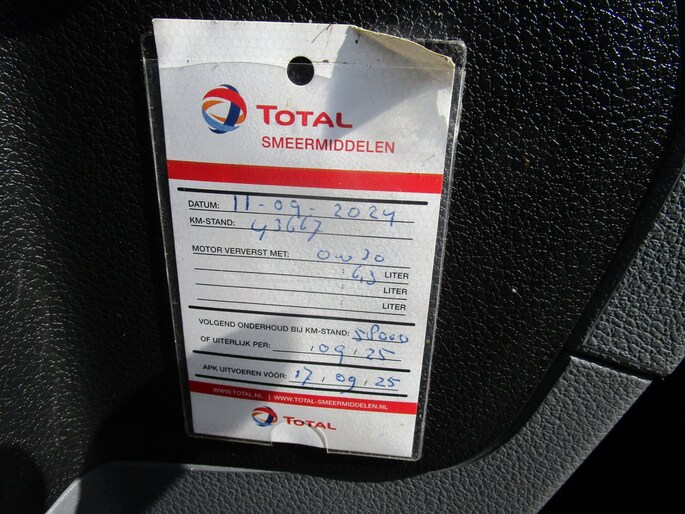 TOTAL
SMEERMIDDELEN
DATUM: 11-09-2024
KM-STAND: 43667
MOTOR VERVERST MET: 0w30
: 6,3 LITER
: LITER
: LITER
VOLGEND ONDERHOUD BIJ KM-STAND: 58000
OF UITERLIJK PER: , 09, 25
APK UITVOEREN VÓÓR: 17, 09, 25
WWW.TOTAL.NL | WWW.TOTAL-SMEERMIDDELEN.NL
TOTAL